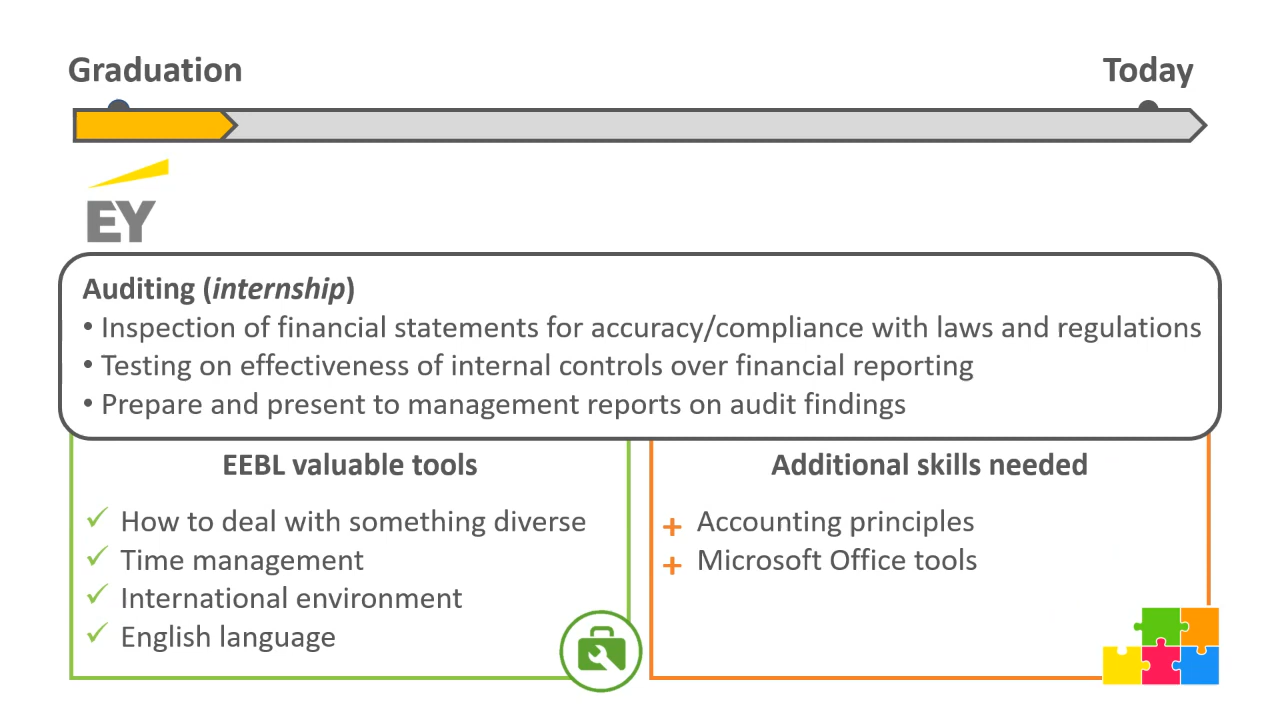 Graduation
Today
EY
Auditing (internship)
• Inspection of financial statements for accuracy/compliance with laws and regulations
• Testing on effectiveness of internal controls over financial reporting
• Prepare and present to management reports on audit findings
EEBL valuable tools
✓ How to deal with something diverse
✓ Time management
✓ International environment
✓ English language
Additional skills needed
+ Accounting principles
+ Microsoft Office tools